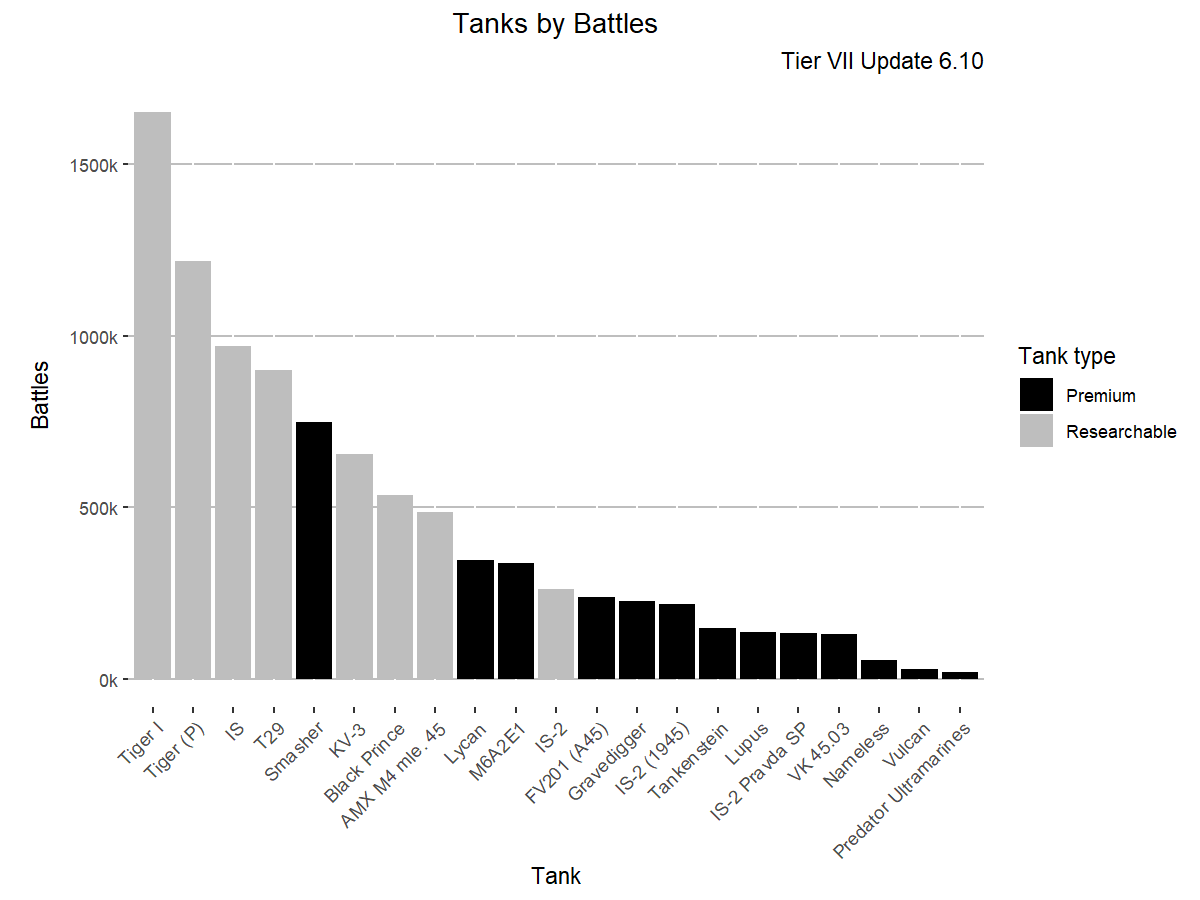 Tanks by Battles
Tier VII Update 6.10
Battles
1500k
1000k
500k
0k
Tiger I
Tiger (P)
IS
T29
Smasher
KV-3
Black Prince
AMX M4 mle. 45
Lycan
M6A2E1
IS-2
FV201 (A45)
Gravedigger
IS-2 (1945)
Tankenstein
Lupus
IS-2 Pravda SP
VK 45.03
Nameless
Vulcan
Predator Ultramarines
Tank
Tank type
Premium
Researchable